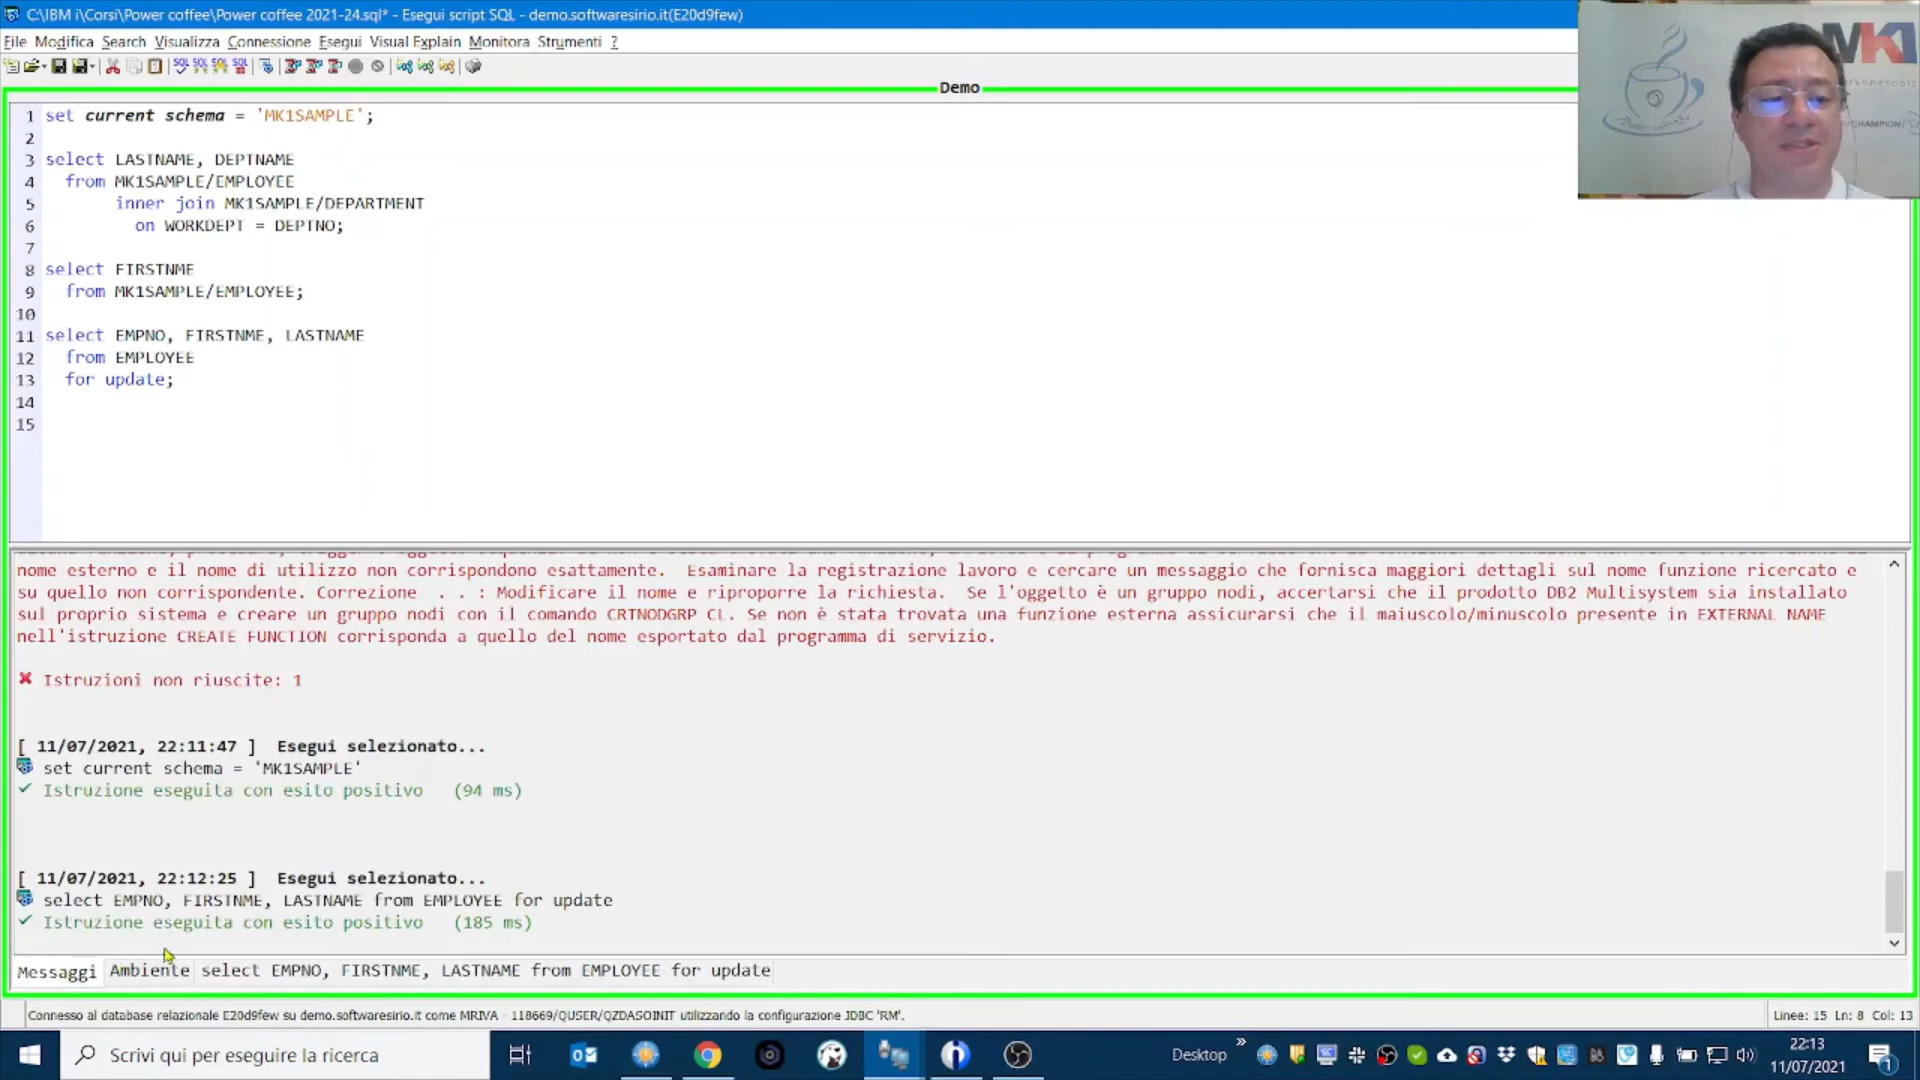 C:\IBM i\Corsi\Power coffee\Power coffee 2021-24.sql* - Esegui script SQL - demo.softwaresirio.it(E20d9few)
File Modifica Search Visualizza Connessione Esegui Visual Explain Monitora Strumenti ?
Demo
MK1
CHAMPION
1 set current schema = 'MK1SAMPLE';
2
3 select LASTNAME, DEPTNAME
4 from MK1SAMPLE/EMPLOYEE
5 inner join MK1SAMPLE/DEPARTMENT
6 on WORKDEPT = DEPTNO;
7
8 select FIRSTNME
9 from MK1SAMPLE/EMPLOYEE;
10
11 select EMPNO, FIRSTNME, LASTNAME
12 from EMPLOYEE
13 for update;
14
15
nome esterno e il nome di utilizzo non corrispondono esattamente. Esaminare la registrazione lavoro e cercare un messaggio che fornisca maggiori dettagli sul nome funzione ricercato e
su quello non corrispondente. Correzione . . : Modificare il nome e riproporre la richiesta. Se l'oggetto è un gruppo nodi, accertarsi che il prodotto DB2 Multisystem sia installato
sul proprio sistema e creare un gruppo nodi con il comando CRTNODGRP CL. Se non è stata trovata una funzione esterna assicurarsi che il maiuscolo/minuscolo presente in EXTERNAL NAME
nell'istruzione CREATE FUNCTION corrisponda a quello del nome esportato dal programma di servizio.
Istruzioni non riuscite: 1
[ 11/07/2021, 22:11:47 ] Esegui selezionato...
set current schema = 'MK1SAMPLE'
Istruzione eseguita con esito positivo (94 ms)
[ 11/07/2021, 22:12:25 ] Esegui selezionato...
select EMPNO, FIRSTNME, LASTNAME from EMPLOYEE for update
Istruzione eseguita con esito positivo (185 ms)
Messaggi Ambiente select EMPNO, FIRSTNME, LASTNAME from EMPLOYEE for update
Connesso al database relazionale E20d9few su demo.softwaresirio.it come MRIVA - 118669/QUSER/QZDASOINIT utilizzando la configurazione JDBC 'RM'.
Linee: 15 Ln: 8 Col: 13
Scrivi qui per eseguire la ricerca
Desktop
22:13
11/07/2021
1